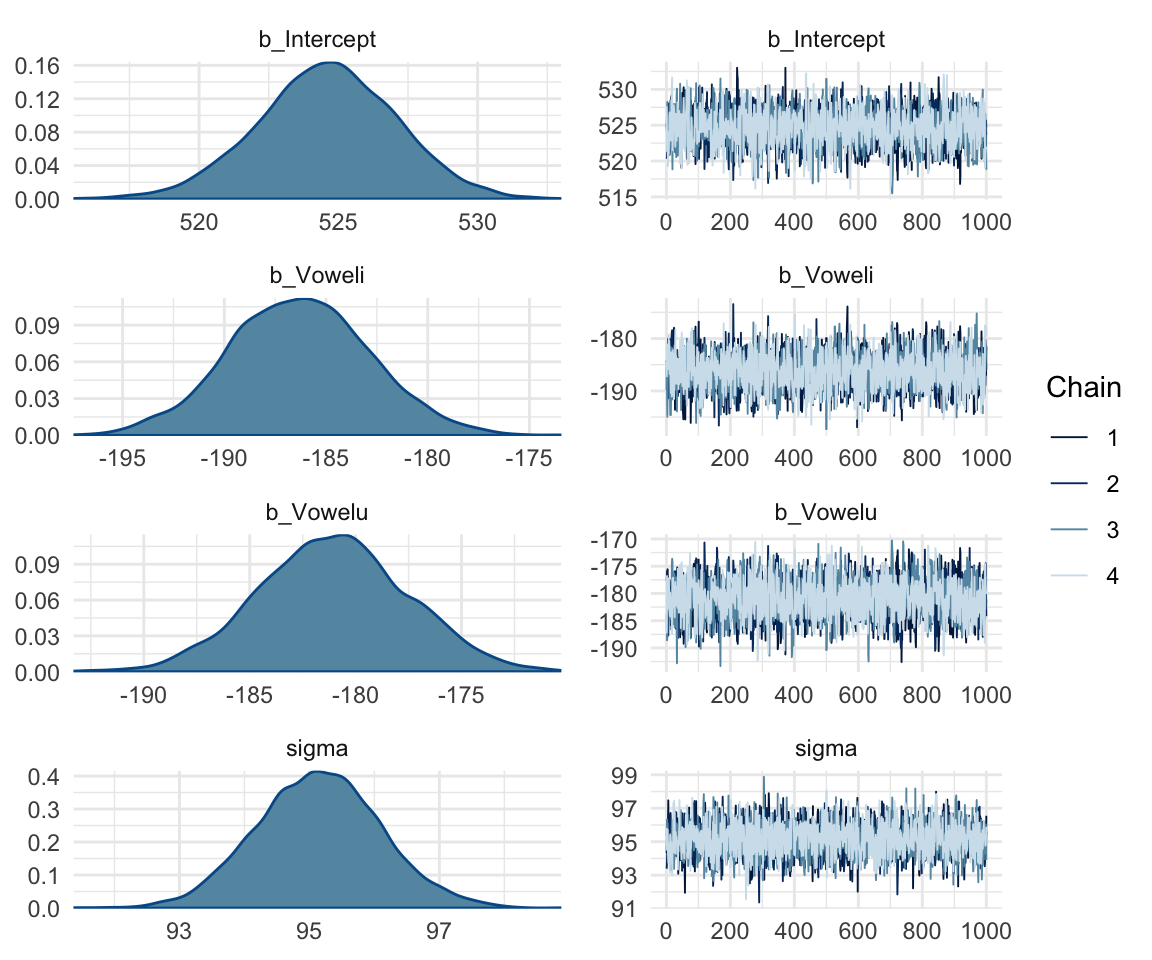 b_Intercept
0.16
0.12
0.08
0.04
0.00
520 525 530
b_Intercept
530
525
520
515
0 200 400 600 800 1000
b_Voweli
0.09
0.06
0.03
0.00
-195 -190 -185 -180 -175
b_Voweli
-180
-190
0 200 400 600 800 1000
b_Vowelu
0.09
0.06
0.03
0.00
-190 -185 -180 -175
b_Vowelu
-170
-175
-180
-185
-190
0 200 400 600 800 1000
sigma
0.4
0.3
0.2
0.1
0.0
93 95 97
sigma
99
97
95
93
91
0 200 400 600 800 1000
Chain
1
2
3
4